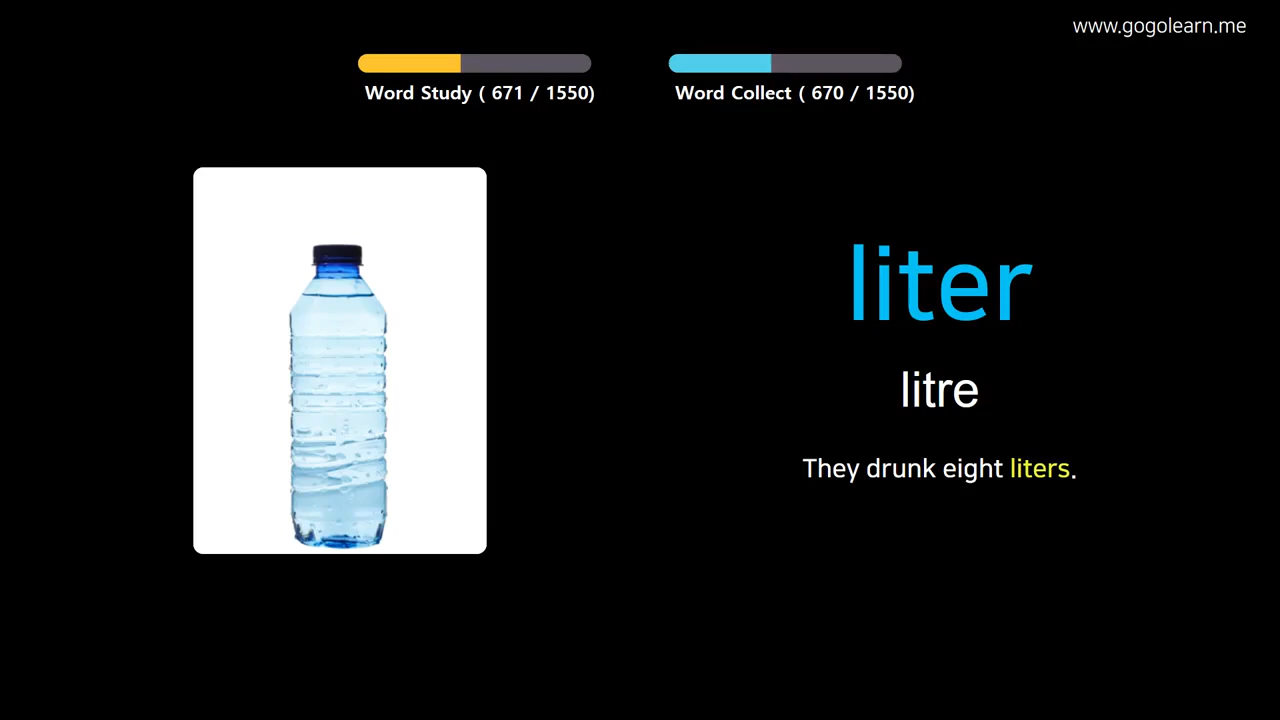 www.gogolearn.me
Word Study ( 671 / 1550)
Word Collect ( 670 / 1550)
liter
litre
They drunk eight liters.